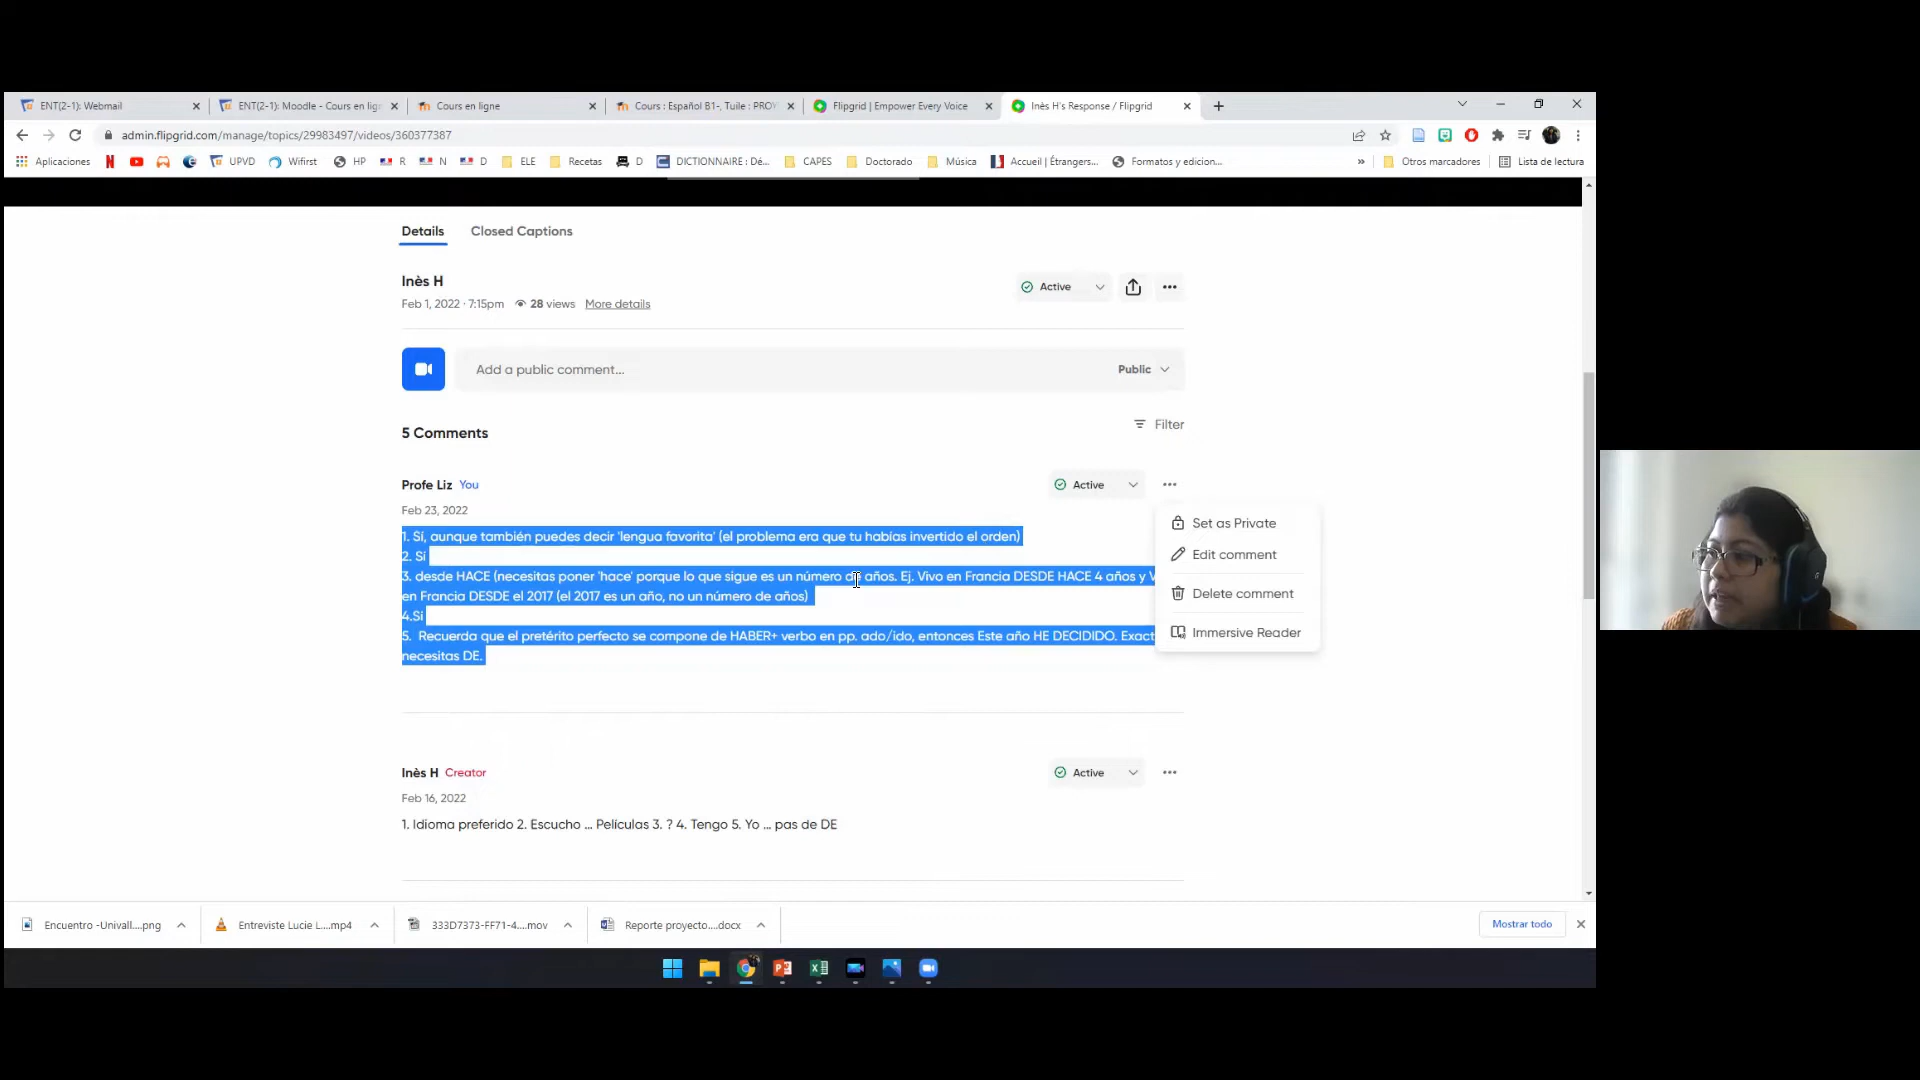 ENT(2-1): Webmail
ENT(2-1): Moodle - Cours en lig
Cours en ligne
Cours : Español B1-, Tuile : PROY
Flipgrid | Empower Every Voice
Inès H's Response / Flipgrid
admin.flipgrid.com/manage/topics/29983497/videos/360377387
Aplicaciones
UPVD
Wifirst
HP
R
N
D
ELE
Recetas
D
DICTIONNAIRE : Dé...
CAPES
Doctorado
Música
Accueil | Étrangers...
Formatos y edicion...
»
Otros marcadores
Lista de lectura
Details
Closed Captions
Inès H
Active
Feb 1, 2022 · 7:15pm 28 views More details
Add a public comment...
Public
Filter
5 Comments
Profe Liz You
Active
Feb 23, 2022
1. Sí, aunque también puedes decir 'lengua favorita' (el problema era que tu habías invertido el orden)
2. Sí
3. desde HACE (necesitas poner 'hace' porque lo que sigue es un número de años. Ej. Vivo en Francia DESDE HACE 4 años y V
en Francia DESDE el 2017 (el 2017 es un año, no un número de años)
4.Si
5. Recuerda que el pretérito perfecto se compone de HABER+ verbo en pp. ado/ido, entonces Este año HE DECIDIDO. Exact
necesitas DE.
Set as Private
Edit comment
Delete comment
Immersive Reader
Inès H Creator
Active
Feb 16, 2022
1. Idioma preferido 2. Escucho ... Películas 3. ? 4. Tengo 5. Yo ... pas de DE
Encuentro -Univall....png
Entreviste Lucie L....mp4
333D7373-FF71-4....mov
Reporte proyecto....docx
Mostrar todo